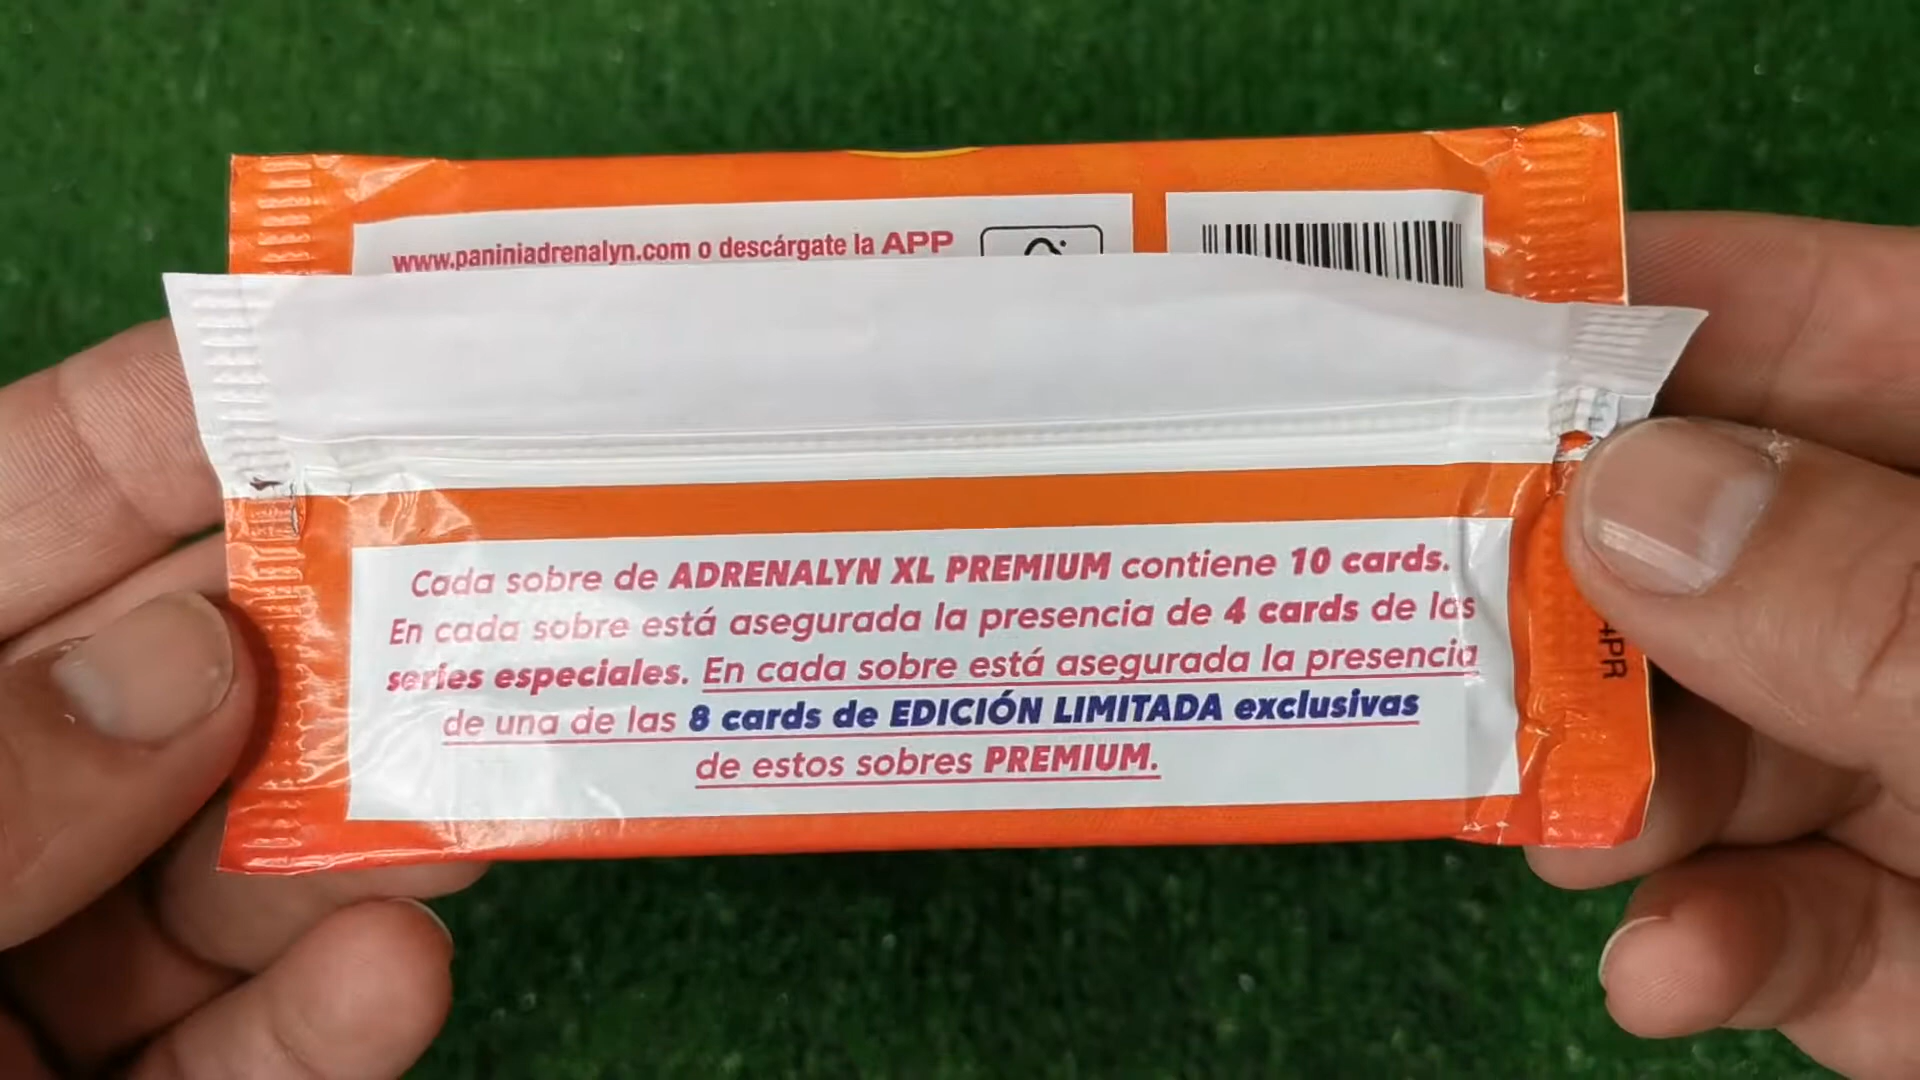 www.paniniadrenalyn.com o descárgate la APP
Cada sobre de ADRENALYN XL PREMIUM contiene 10 cards.
En cada sobre está asegurada la presencia de 4 cards de las
series especiales. En cada sobre está asegurada la presencia
de una de las 8 cards de EDICIÓN LIMITADA exclusivas
de estos sobres PREMIUM.